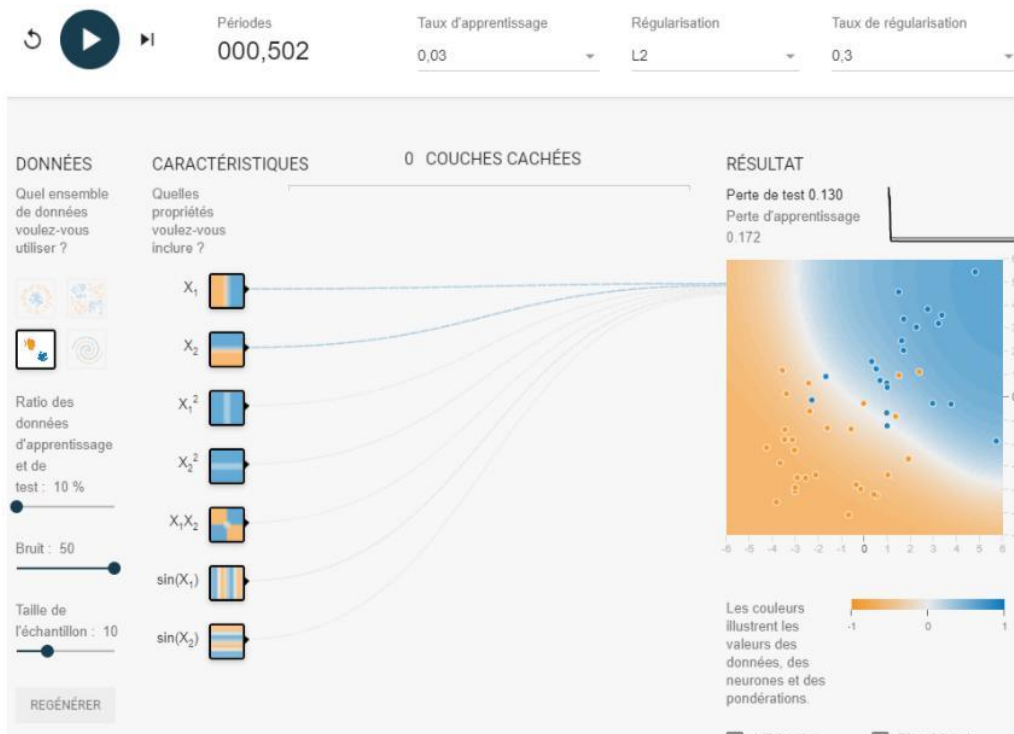 Périodes
000,502
Taux d'apprentissage
0,03
Régularisation
L2
Taux de régularisation
0,3
DONNÉES
Quel ensemble
de données
voulez-vous
utiliser ?
Ratio des
données
d'apprentissage
et de
test : 10 %
Bruit : 50
Taille de
l'échantillon : 10
REGÉNÉRER
CARACTÉRISTIQUES
Quelles
propriétés
voulez-vous
inclure ?
X₁
X₂
X₁²
X₂²
X₁X₂
sin(X₁)
sin(X₂)
0 COUCHES CACHÉES
RÉSULTAT
Perte de test 0.130
Perte d'apprentissage
0.172
-6 -5 -4 -3 -2 -1 0 1 2 3 4 5 6
Les couleurs
illustrent les
valeurs des
données, des
neurones et des
pondérations.
-1 0 1